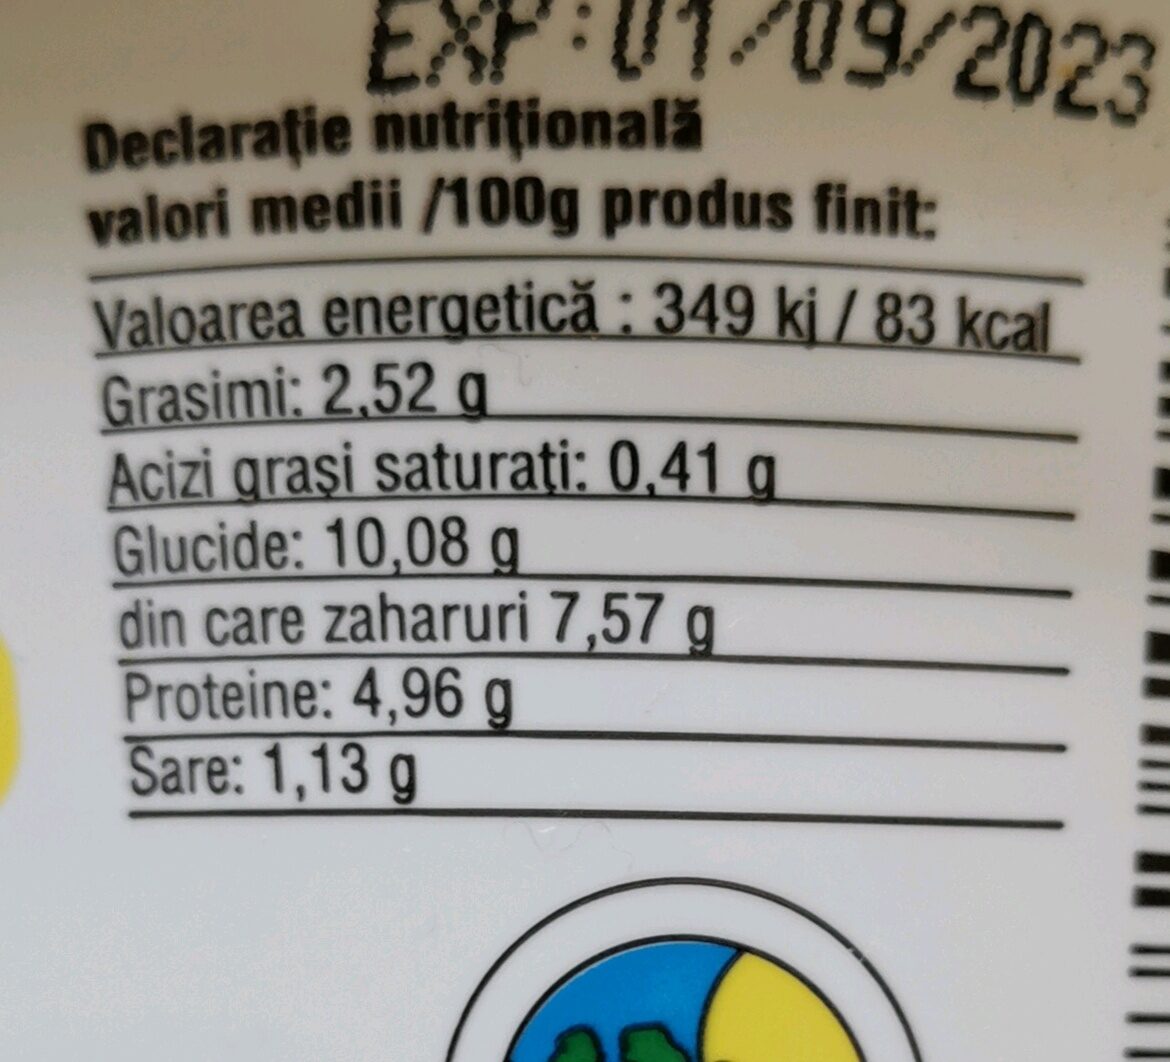 EXP:01/09/2023
Declarație nutrițională
valori medii /100g produs finit:
Valoarea energetică : 349 kj / 83 kcal
Grasimi: 2,52 g
Acizi grași saturați: 0,41 g
Glucide: 10,08 g
din care zaharuri 7,57 g
Proteine: 4,96 g
Sare: 1,13 g